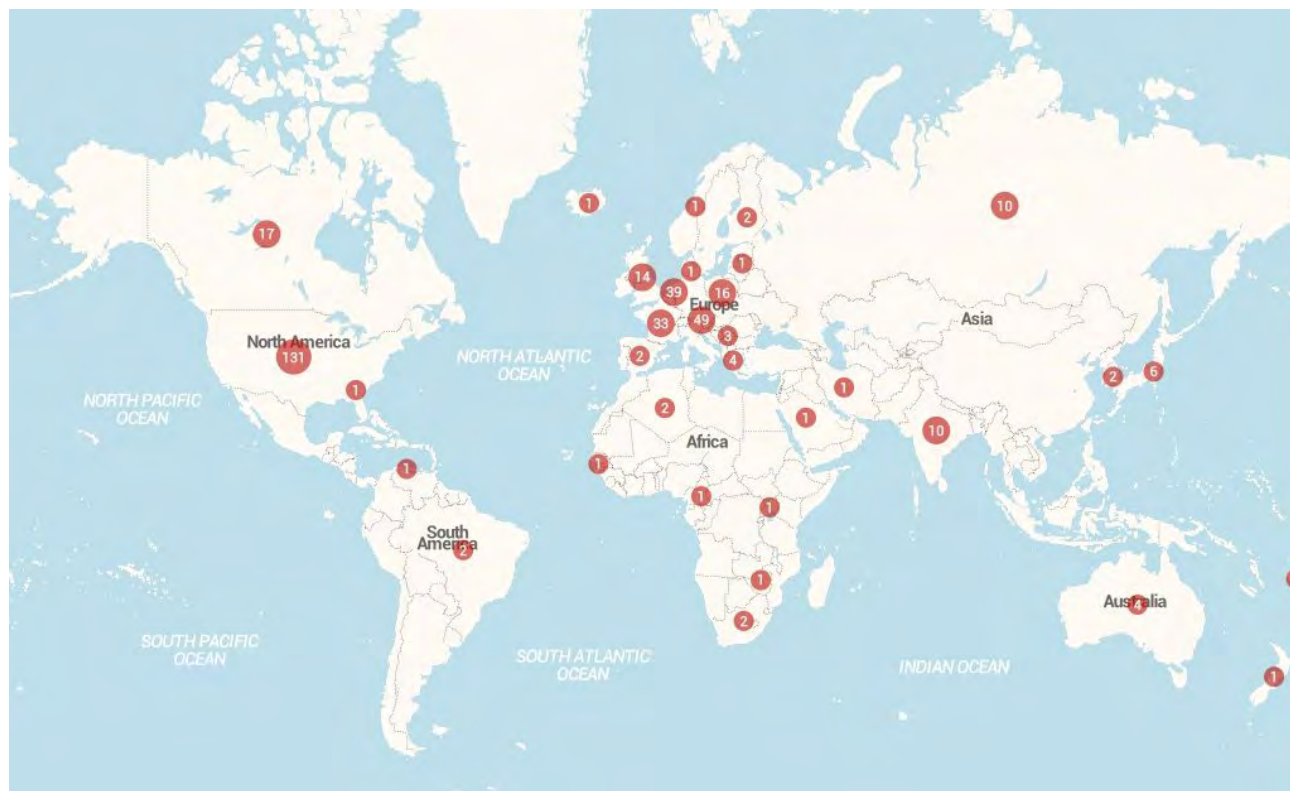 1
1
2
10
17
1
14
1
39
16
Europe
49
33
3
Asia
North America
131
NORTH ATLANTIC
OCEAN
2
4
2
6
1
1
NORTH PACIFIC
OCEAN
2
1
10
Africa
1
1
1
1
South
America
2
1
Australia
4
2
SOUTH PACIFIC
OCEAN
SOUTH ATLANTIC
OCEAN
INDIAN OCEAN
1